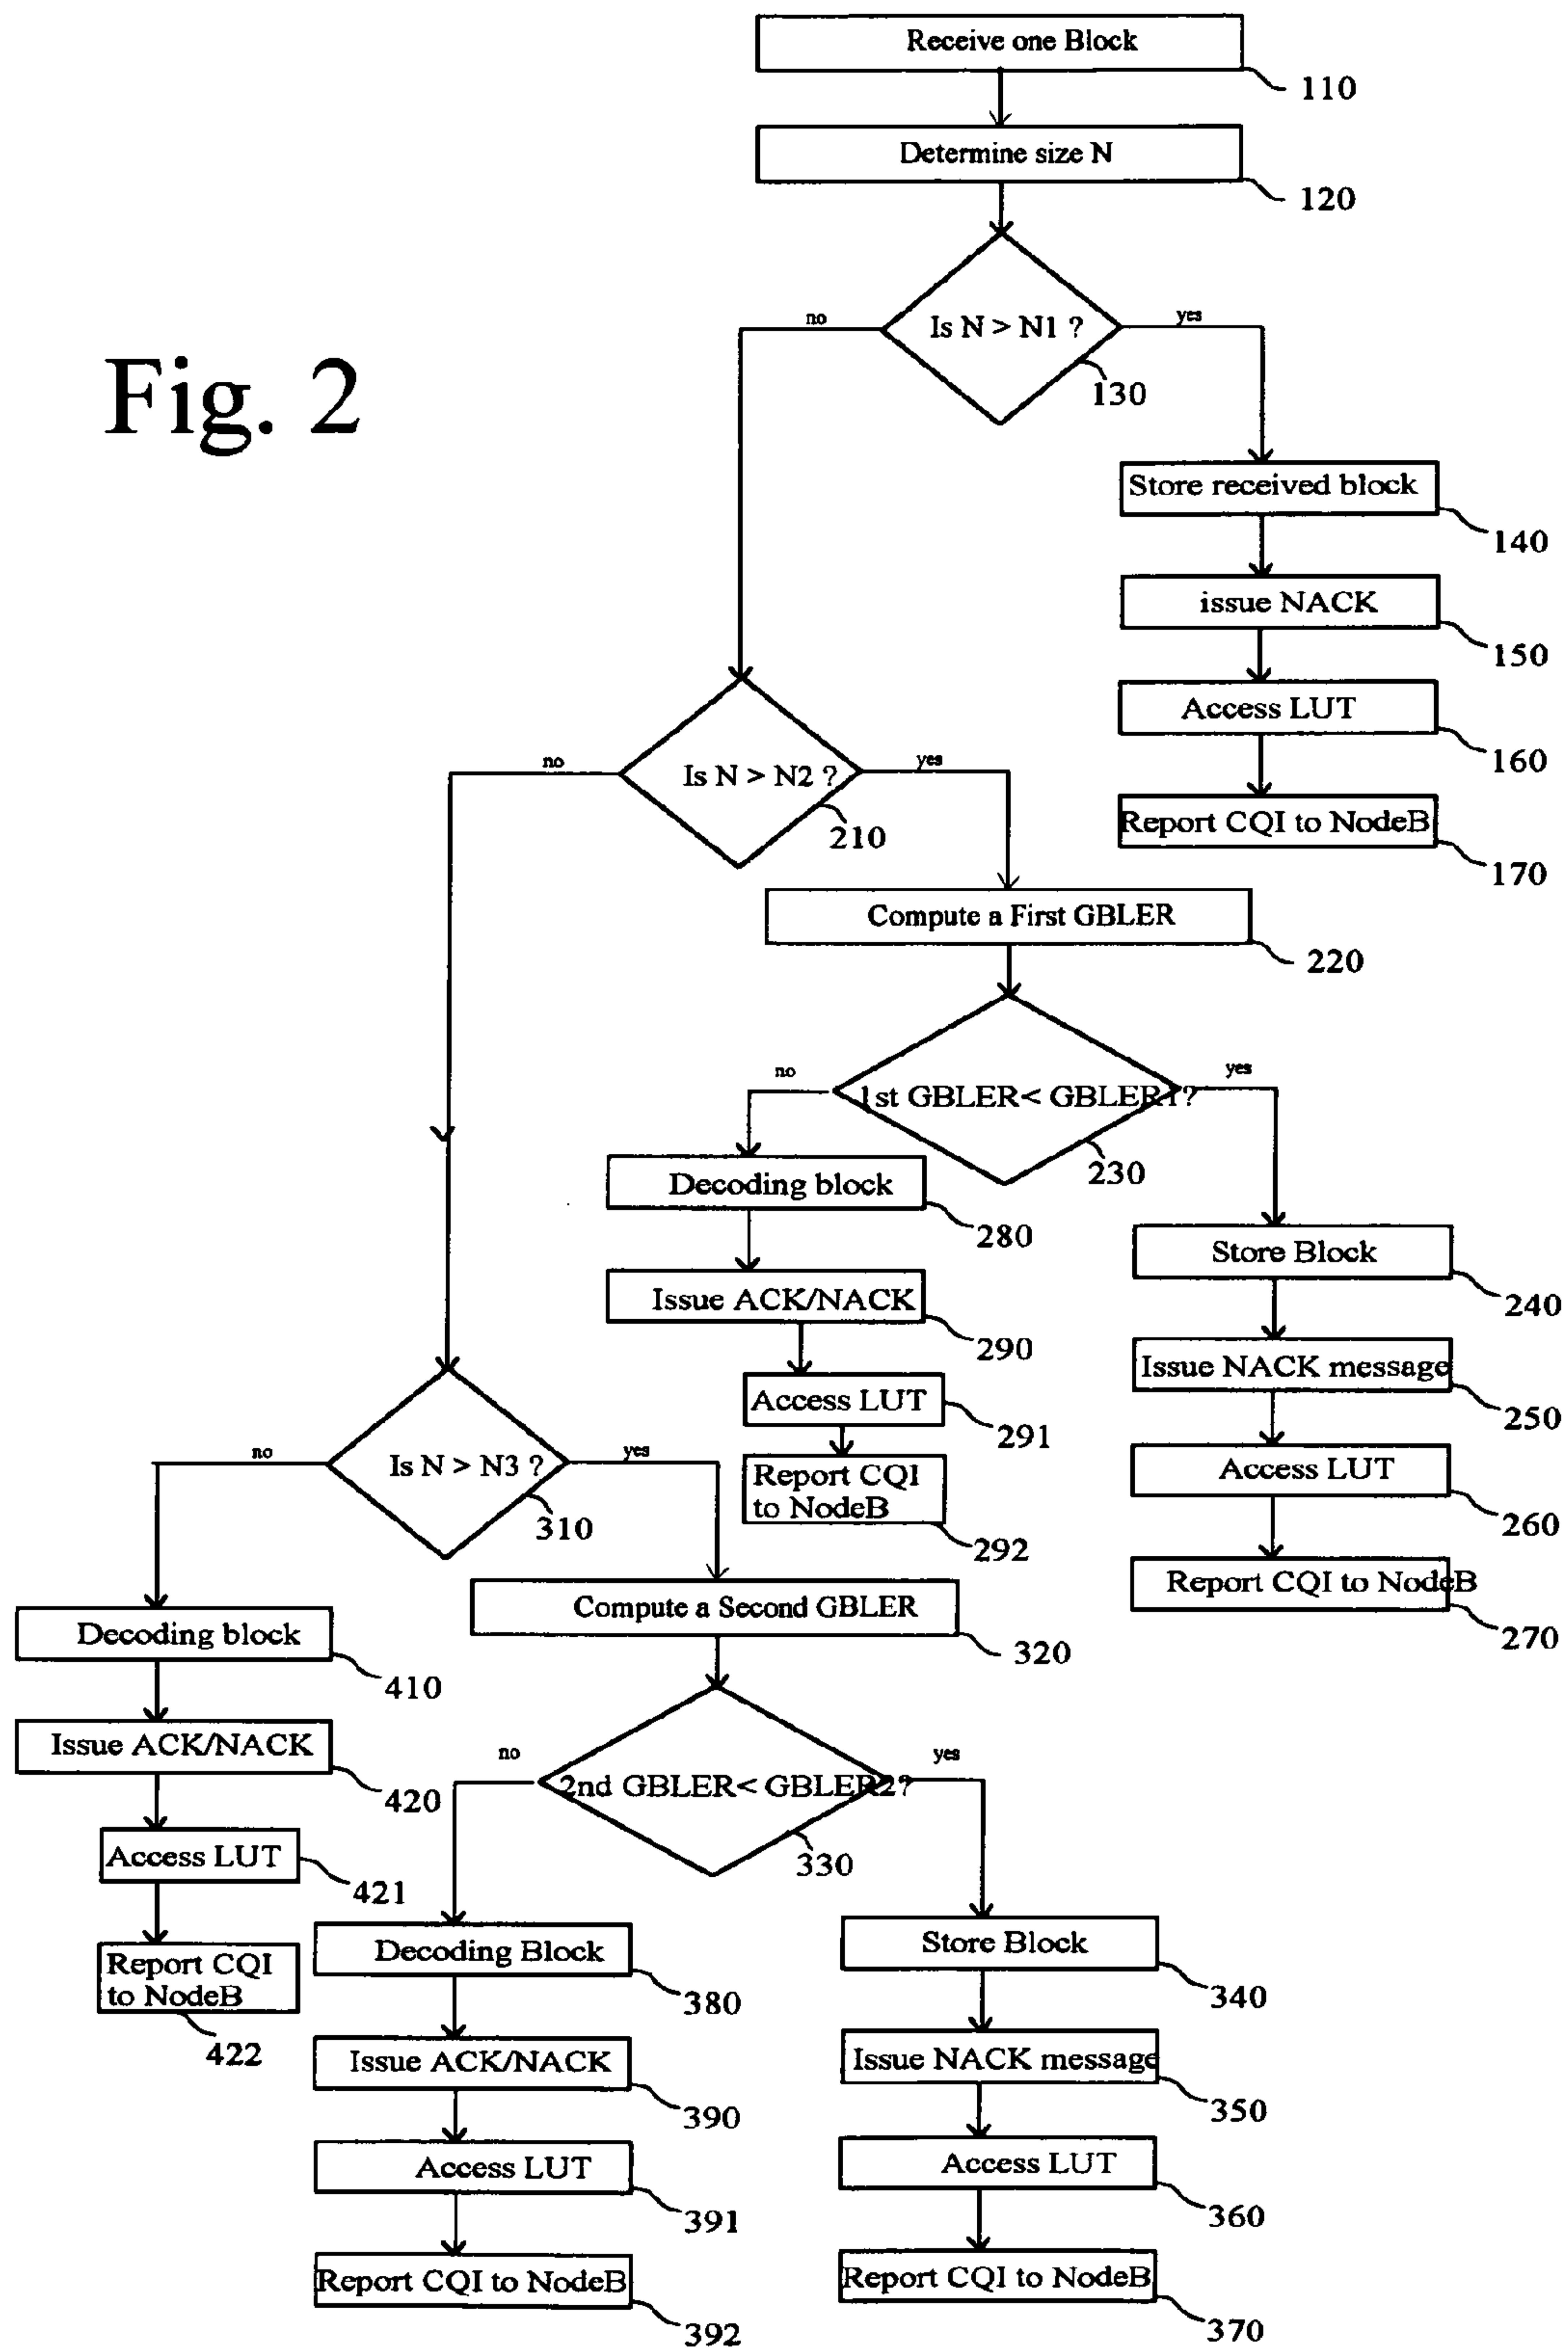 Receive one Block
110
Determine size N
120
Is N > N1 ?
no
yes
130
Fig. 2
Store received block
140
issue NACK
150
Access LUT
160
Report CQI to NodeB
170
Is N > N2 ?
no
yes
210
Compute a First GBLER
220
1st GBLER< GBLER1?
no
yes
230
Decoding block
280
Issue ACK/NACK
290
Access LUT
291
Report CQI
to NodeB
292
Store Block
240
Issue NACK message
250
Access LUT
260
Report CQI to NodeB
270
Is N > N3 ?
no
yes
310
Compute a Second GBLER
320
2nd GBLER< GBLER2?
no
yes
330
Decoding block
410
Issue ACK/NACK
420
Access LUT
421
Report CQI
to NodeB
422
Decoding Block
380
Issue ACK/NACK
390
Access LUT
391
Report CQI to NodeB
392
Store Block
340
Issue NACK message
350
Access LUT
360
Report CQI to NodeB
370